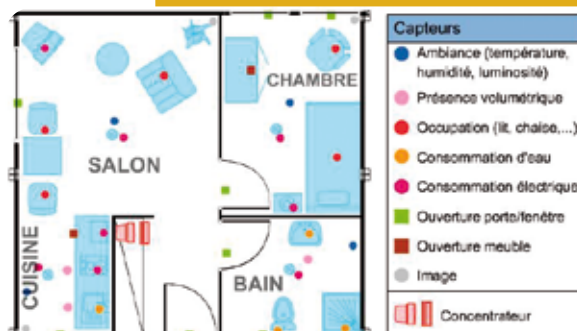 CHAMBRE
SALON
CUISINE
BAIN
Capteurs
Ambiance (température,
humidité, luminosité)
Présence volumétrique
Occupation (lit, chaise,...)
Consommation d'eau
Consommation électrique
Ouverture porte/fenêtre
Ouverture meuble
Image
Concentrateur